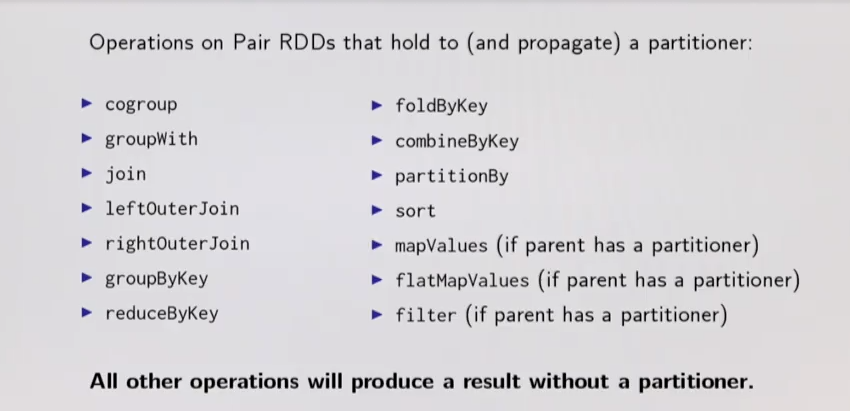 Operations on Pair RDDs that hold to (and propagate) a partitioner:
cogroup
groupWith
join
leftOuterJoin
rightOuterJoin
groupByKey
reduceByKey
foldByKey
combineByKey
partitionBy
sort
mapValues (if parent has a partitioner)
flatMapValues (if parent has a partitioner)
filter (if parent has a partitioner)
All other operations will produce a result without a partitioner.